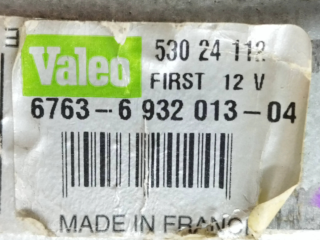 Valeo
530 24 112
FIRST 12 V
6763-6 932 013-04
MADE IN FRANC